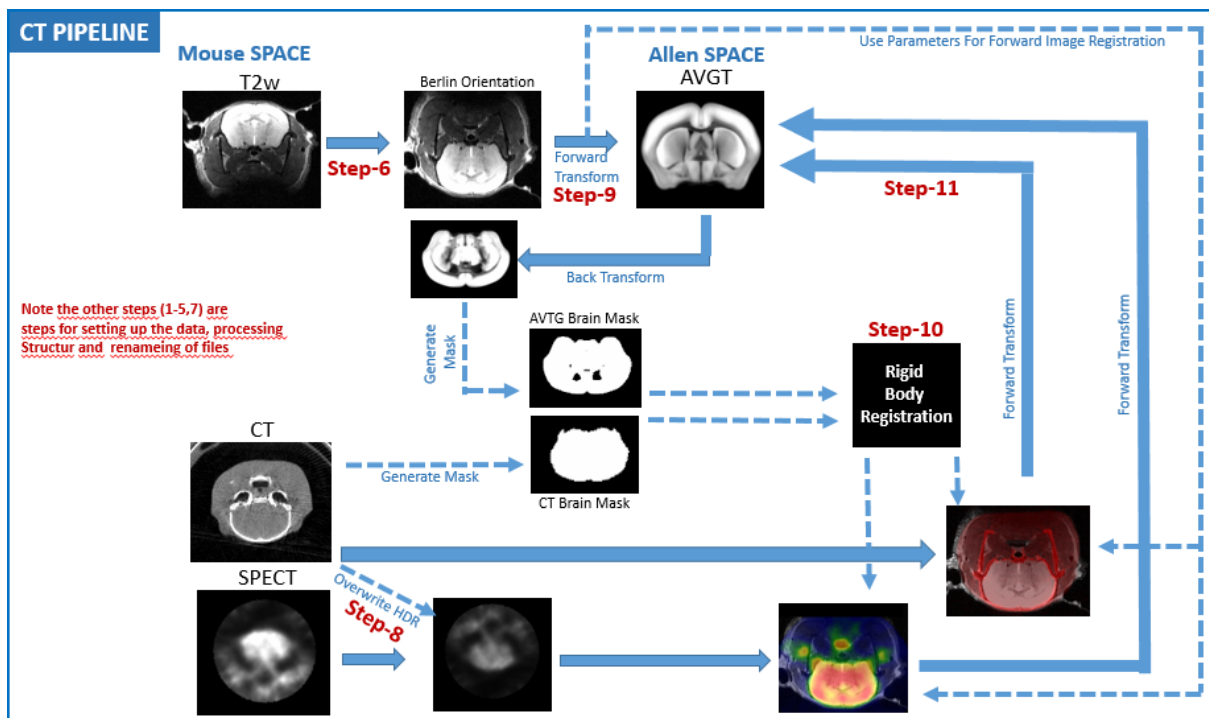 CT PIPELINE
Use Parameters For Forward Image Registration
Mouse SPACE
T2w
Berlin Orientation
Allen SPACE
AVGT
Step-6
Forward
Transform
Step-9
Step-11
Back Transform
Note the other steps (1-5,7) are
steps for setting up the data, processing
Structur and renameing of files
Generate
Mask
AVTG Brain Mask
Step-10
Rigid
Body
Registration
Forward Transform
Forward Transform
CT
Generate Mask
CT Brain Mask
SPECT
Overwrite HDR
Step-8